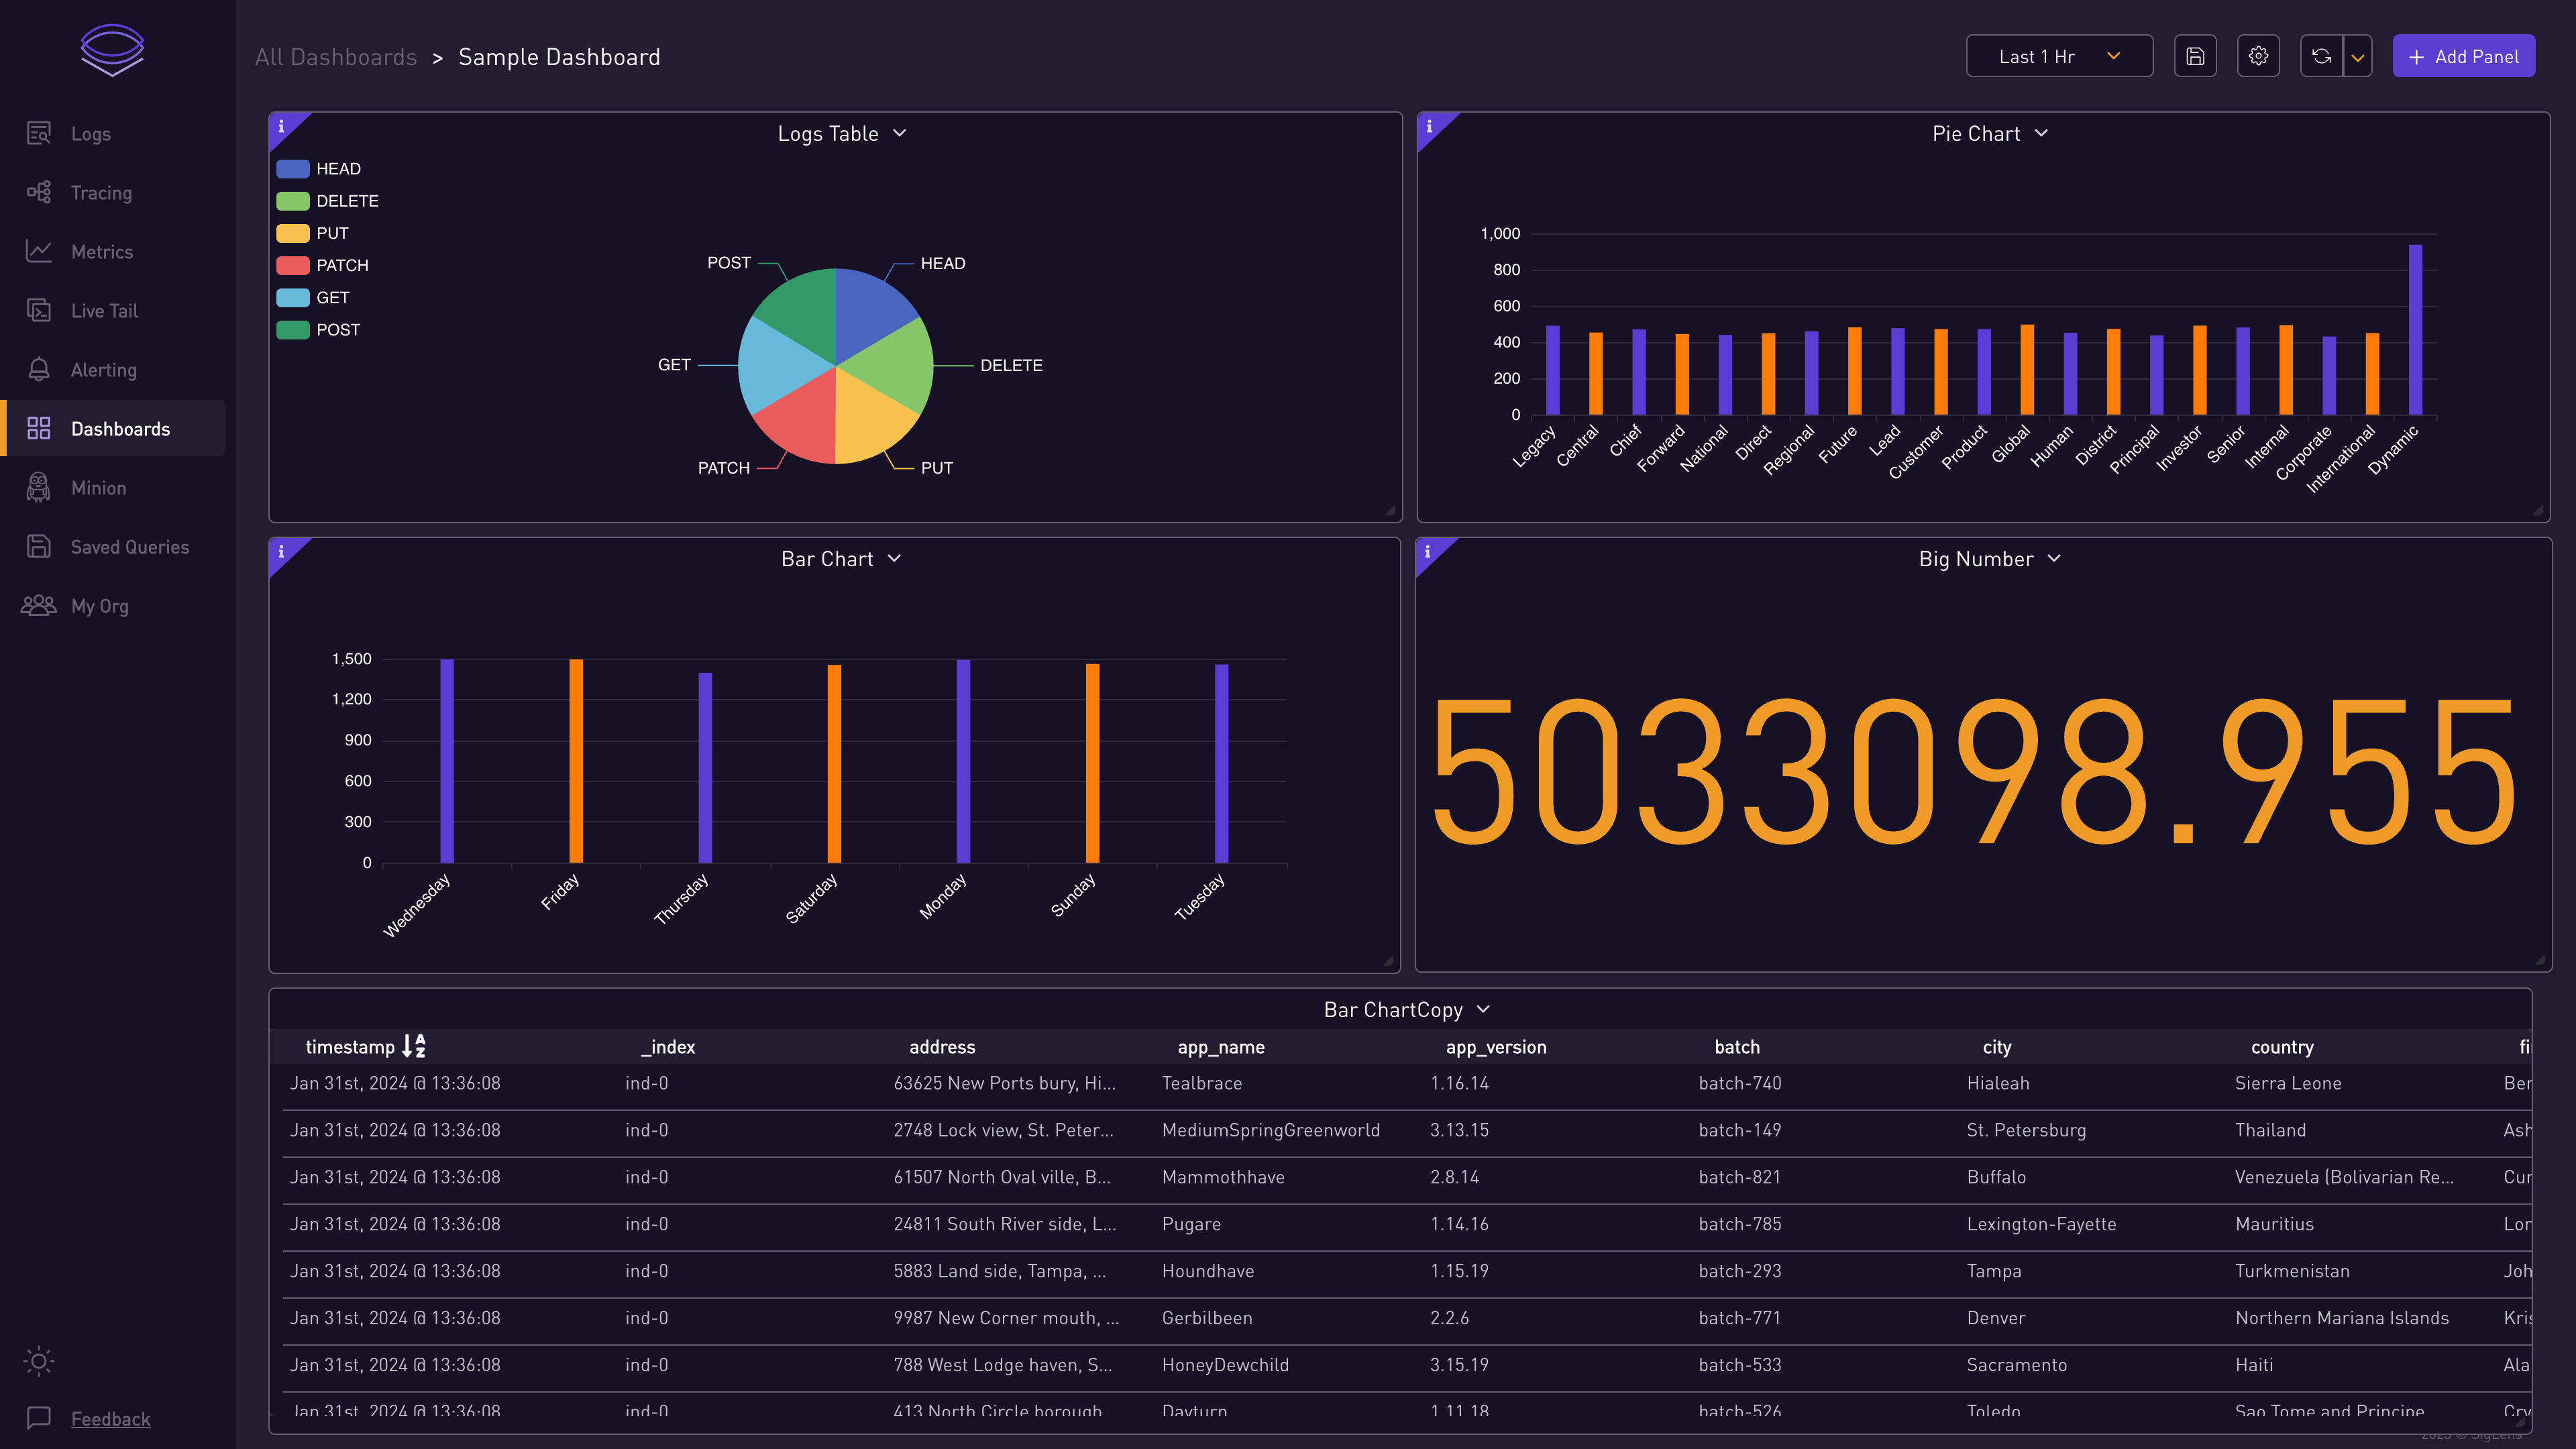 All Dashboards > Sample Dashboard
Last 1 Hr
+ Add Panel
Logs
Tracing
Metrics
Live Tail
Alerting
Dashboards
Minion
Saved Queries
My Org
Feedback
Logs Table
HEAD
DELETE
PUT
PATCH
GET
POST
POST HEAD
GET DELETE
PATCH PUT
Pie Chart
1,000
800
600
400
200
0
Legacy Central Chief Forward National Direct Regional Future Lead Customer Product Global Human District Principal Investor Senior Internal Corporate International Dynamic
Bar Chart
1,500
1,200
900
600
300
0
Wednesday Friday Thursday Saturday Monday Sunday Tuesday
Big Number
5033098.955
Bar ChartCopy
timestamp _index address app_name app_version batch city country fi
Jan 31st, 2024 @ 13:36:08 ind-0 63625 New Ports bury, Hi... Tealbrace 1.16.14 batch-740 Hialeah Sierra Leone Ber
Jan 31st, 2024 @ 13:36:08 ind-0 2748 Lock view, St. Peter... MediumSpringGreenworld 3.13.15 batch-149 St. Petersburg Thailand Ash
Jan 31st, 2024 @ 13:36:08 ind-0 61507 North Oval ville, B... Mammothhave 2.8.14 batch-821 Buffalo Venezuela (Bolivarian Re... Cur
Jan 31st, 2024 @ 13:36:08 ind-0 24811 South River side, L... Pugare 1.14.16 batch-785 Lexington-Fayette Mauritius Lor
Jan 31st, 2024 @ 13:36:08 ind-0 5883 Land side, Tampa, ... Houndhave 1.15.19 batch-293 Tampa Turkmenistan Joh
Jan 31st, 2024 @ 13:36:08 ind-0 9987 New Corner mouth, ... Gerbilbeen 2.2.6 batch-771 Denver Northern Mariana Islands Kris
Jan 31st, 2024 @ 13:36:08 ind-0 788 West Lodge haven, S... HoneyDewchild 3.15.19 batch-533 Sacramento Haiti Ala
Jan 31st, 2024 @ 13:36:08 ind-0 413 North Circle borough Dayturn 1.11.18 batch-526 Toledo Sao Tome and Principe Cry